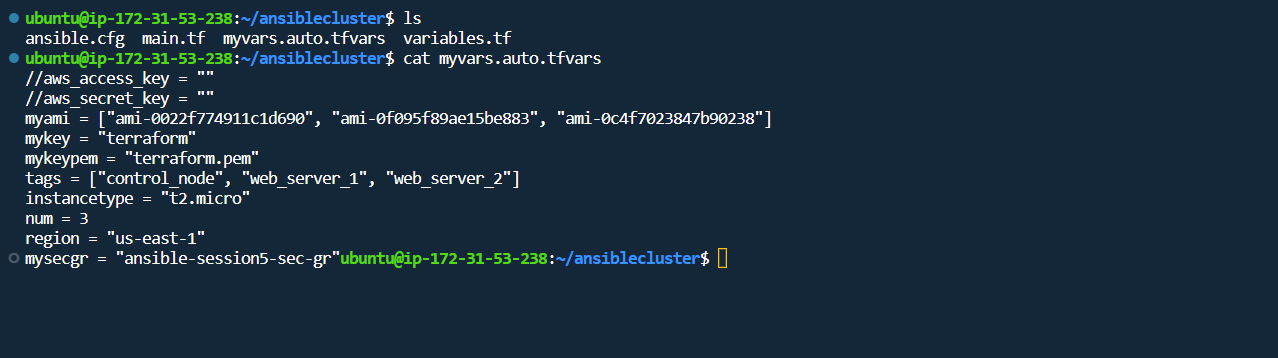 ubuntu@ip-172-31-53-238:~/ansiblecluster$ ls
ansible.cfg  main.tf  myvars.auto.tfvars  variables.tf
ubuntu@ip-172-31-53-238:~/ansiblecluster$ cat myvars.auto.tfvars
//aws_access_key = ""
//aws_secret_key = ""
myami = ["ami-0022f774911c1d690", "ami-0f095f89ae15be883", "ami-0c4f7023847b90238"]
mykey = "terraform"
mykeypem = "terraform.pem"
tags = ["control_node", "web_server_1", "web_server_2"]
instancetype = "t2.micro"
num = 3
region = "us-east-1"
mysecgr = "ansible-session5-sec-gr"ubuntu@ip-172-31-53-238:~/ansiblecluster$